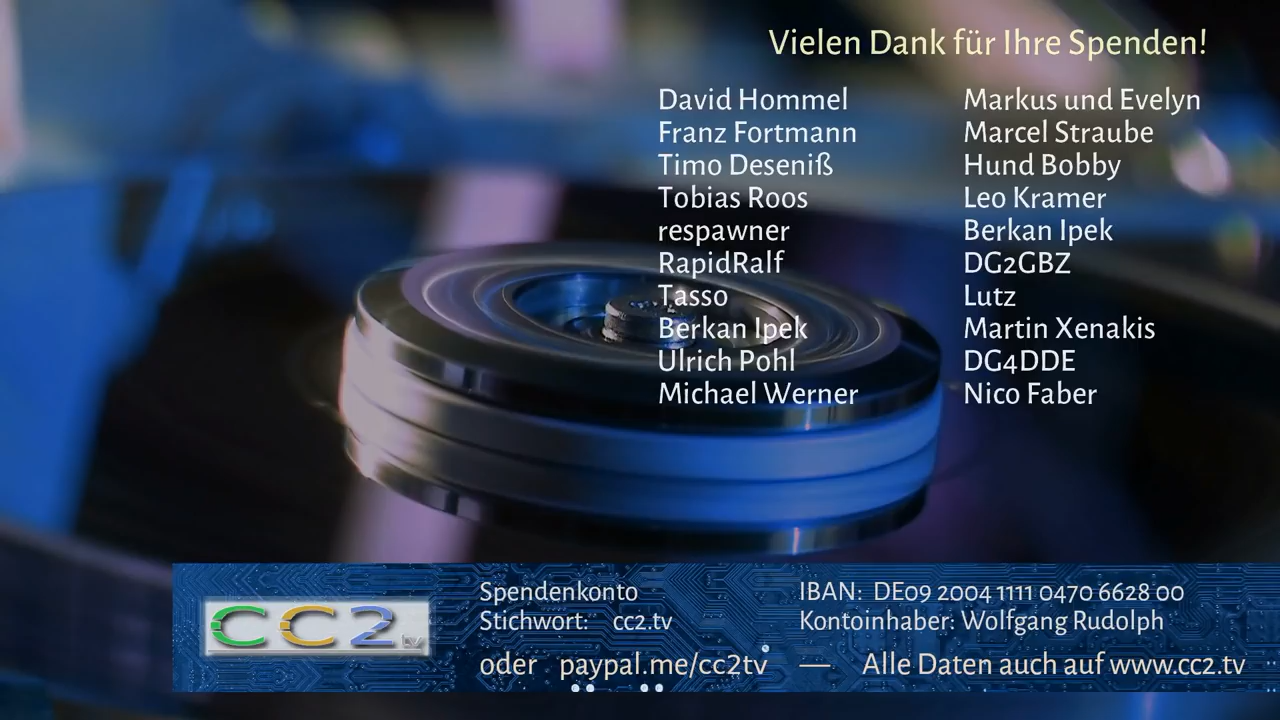 Vielen Dank für Ihre Spenden!
David Hommel
Franz Fortmann
Timo Deseniß
Tobias Roos
respawner
RapidRalf
Tasso
Berkan Ipek
Ulrich Pohl
Michael Werner
Markus und Evelyn
Marcel Straube
Hund Bobby
Leo Kramer
Berkan Ipek
DG2GBZ
Lutz
Martin Xenakis
DG4DDE
Nico Faber
CC2 tv
Spendenkonto
Stichwort: cc2.tv
IBAN: DE09 2004 1111 0470 6628 00
Kontoinhaber: Wolfgang Rudolph
oder paypal.me/cc2tv — Alle Daten auch auf www.cc2.tv